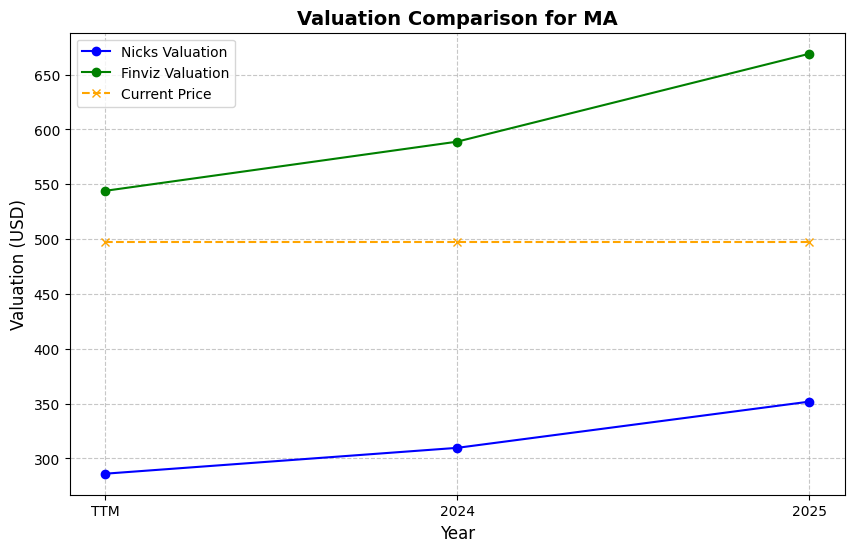 Valuation Comparison for MA
Nicks Valuation
Finviz Valuation
Current Price
Valuation (USD)
650
600
550
500
450
400
350
300
TTM
2024
2025
Year